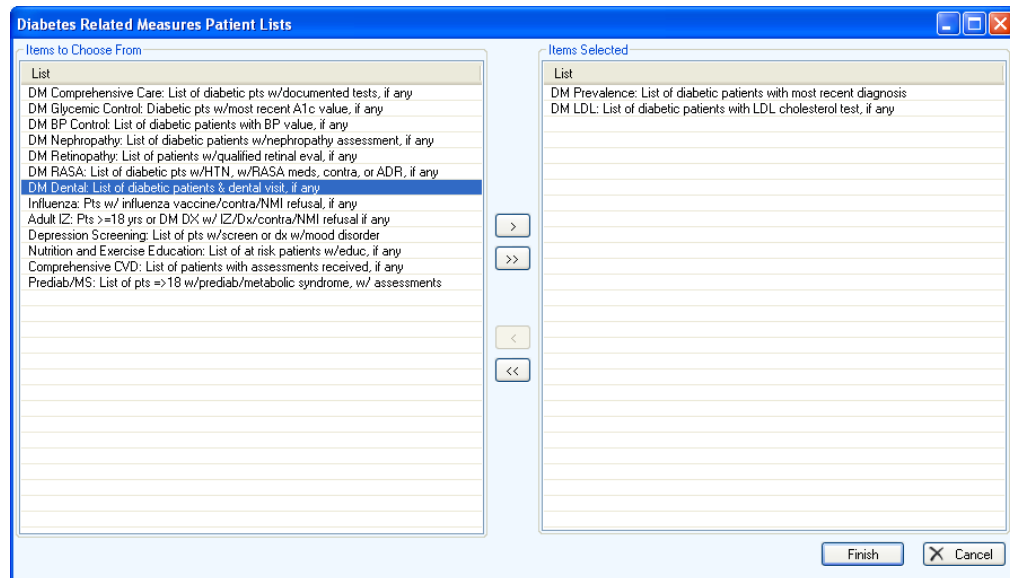 Diabetes Related Measures Patient Lists
Items to Choose From
List
DM Comprehensive Care: List of diabetic pts w/documented tests, if any
DM Glycemic Control: Diabetic pts w/most recent A1c value, if any
DM BP Control: List of diabetic patients with BP value, if any
DM Nephropathy: List of diabetic patients w/nephropathy assessment, if any
DM Retinopathy: List of patients w/qualified retinal eval, if any
DM RASA: List of diabetic pts w/HTN, w/RASA meds, contra, or ADR, if any
DM Dental: List of diabetic patients & dental visit, if any
Influenza: Pts w/ influenza vaccine/contra/NMI refusal, if any
Adult IZ: Pts >=18 yrs or DM DX w/ IZ/Dx/contra/NMI refusal if any
Depression Screening: List of pts w/screen or dx w/mood disorder
Nutrition and Exercise Education: List of at risk patients w/educ, if any
Comprehensive CVD: List of patients with assessments received, if any
Prediab/MS: List of pts =>18 w/prediab/metabolic syndrome, w/ assessments
>
>>
<
<<
Items Selected
List
DM Prevalence: List of diabetic patients with most recent diagnosis
DM LDL: List of diabetic patients with LDL cholesterol test, if any
Finish
Cancel